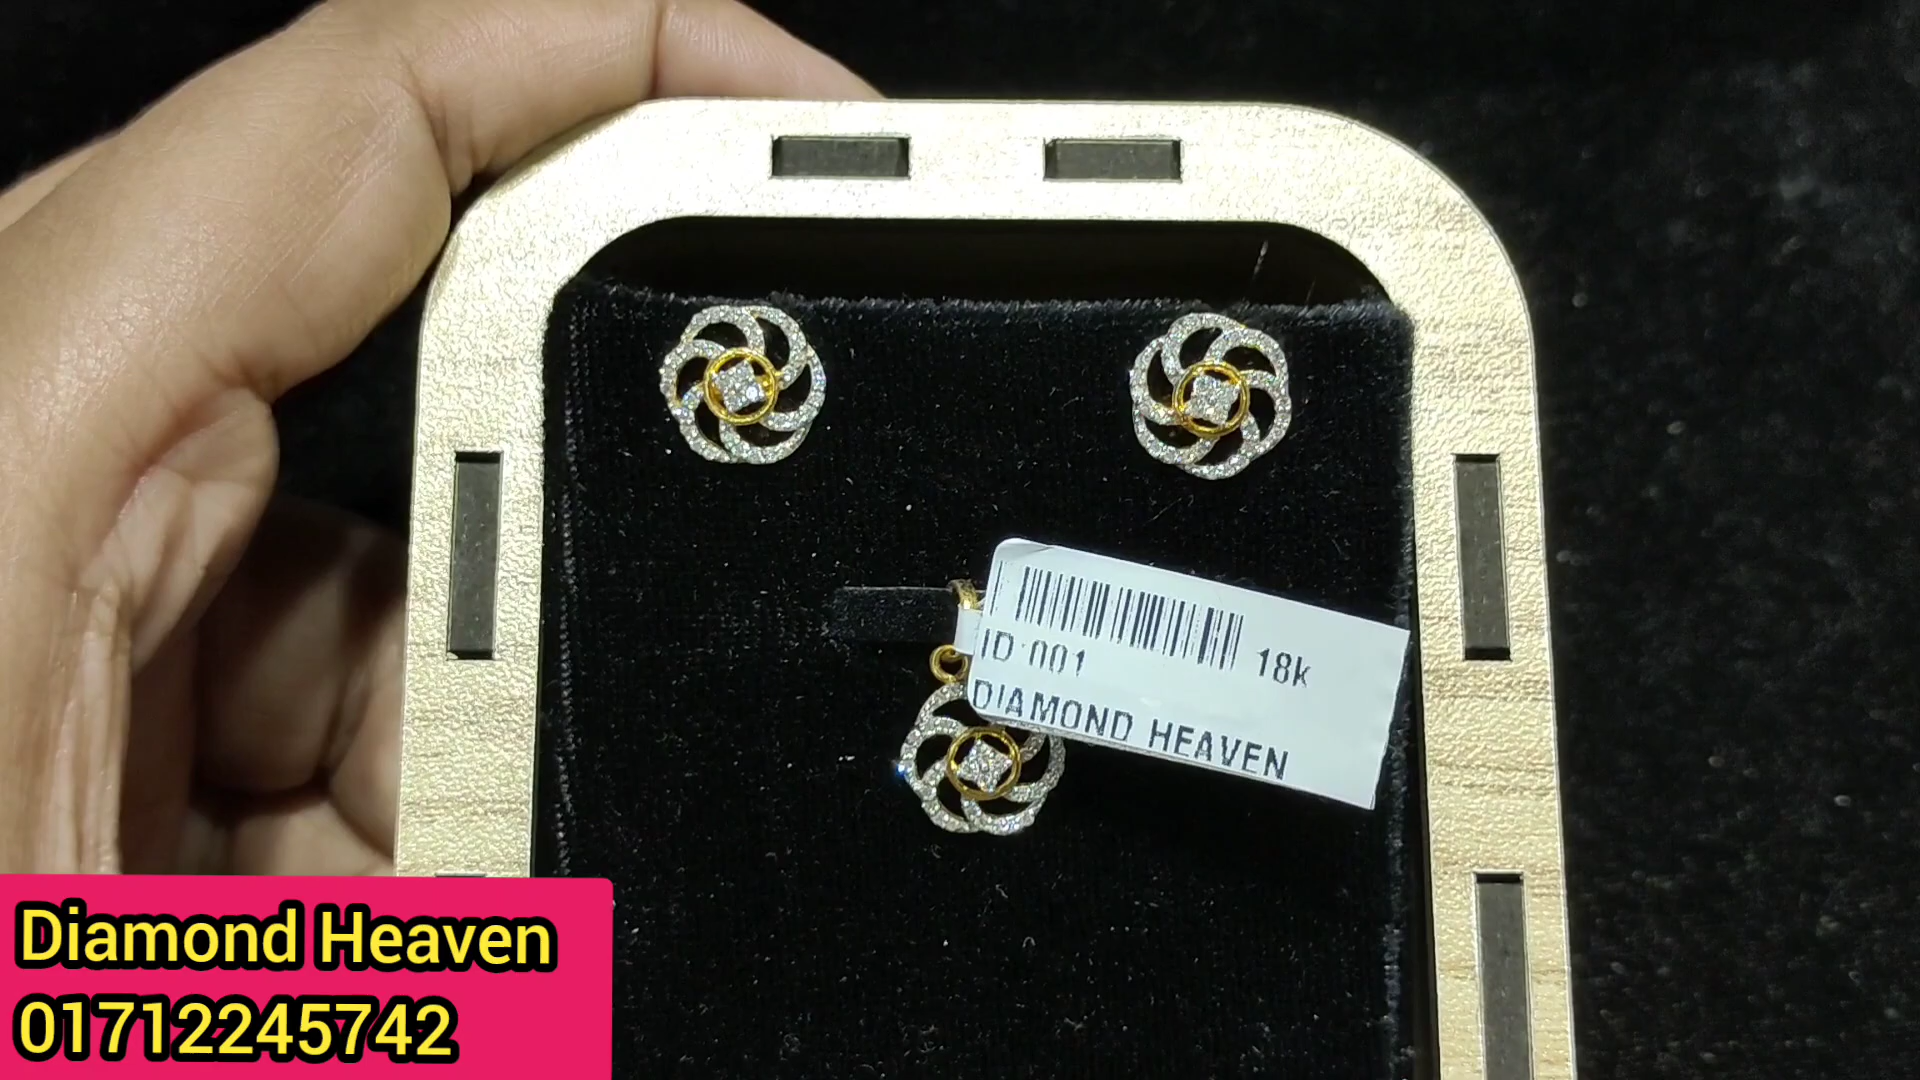 18k
ID:001
DIAMOND HEAVEN
Diamond Heaven
01712245742